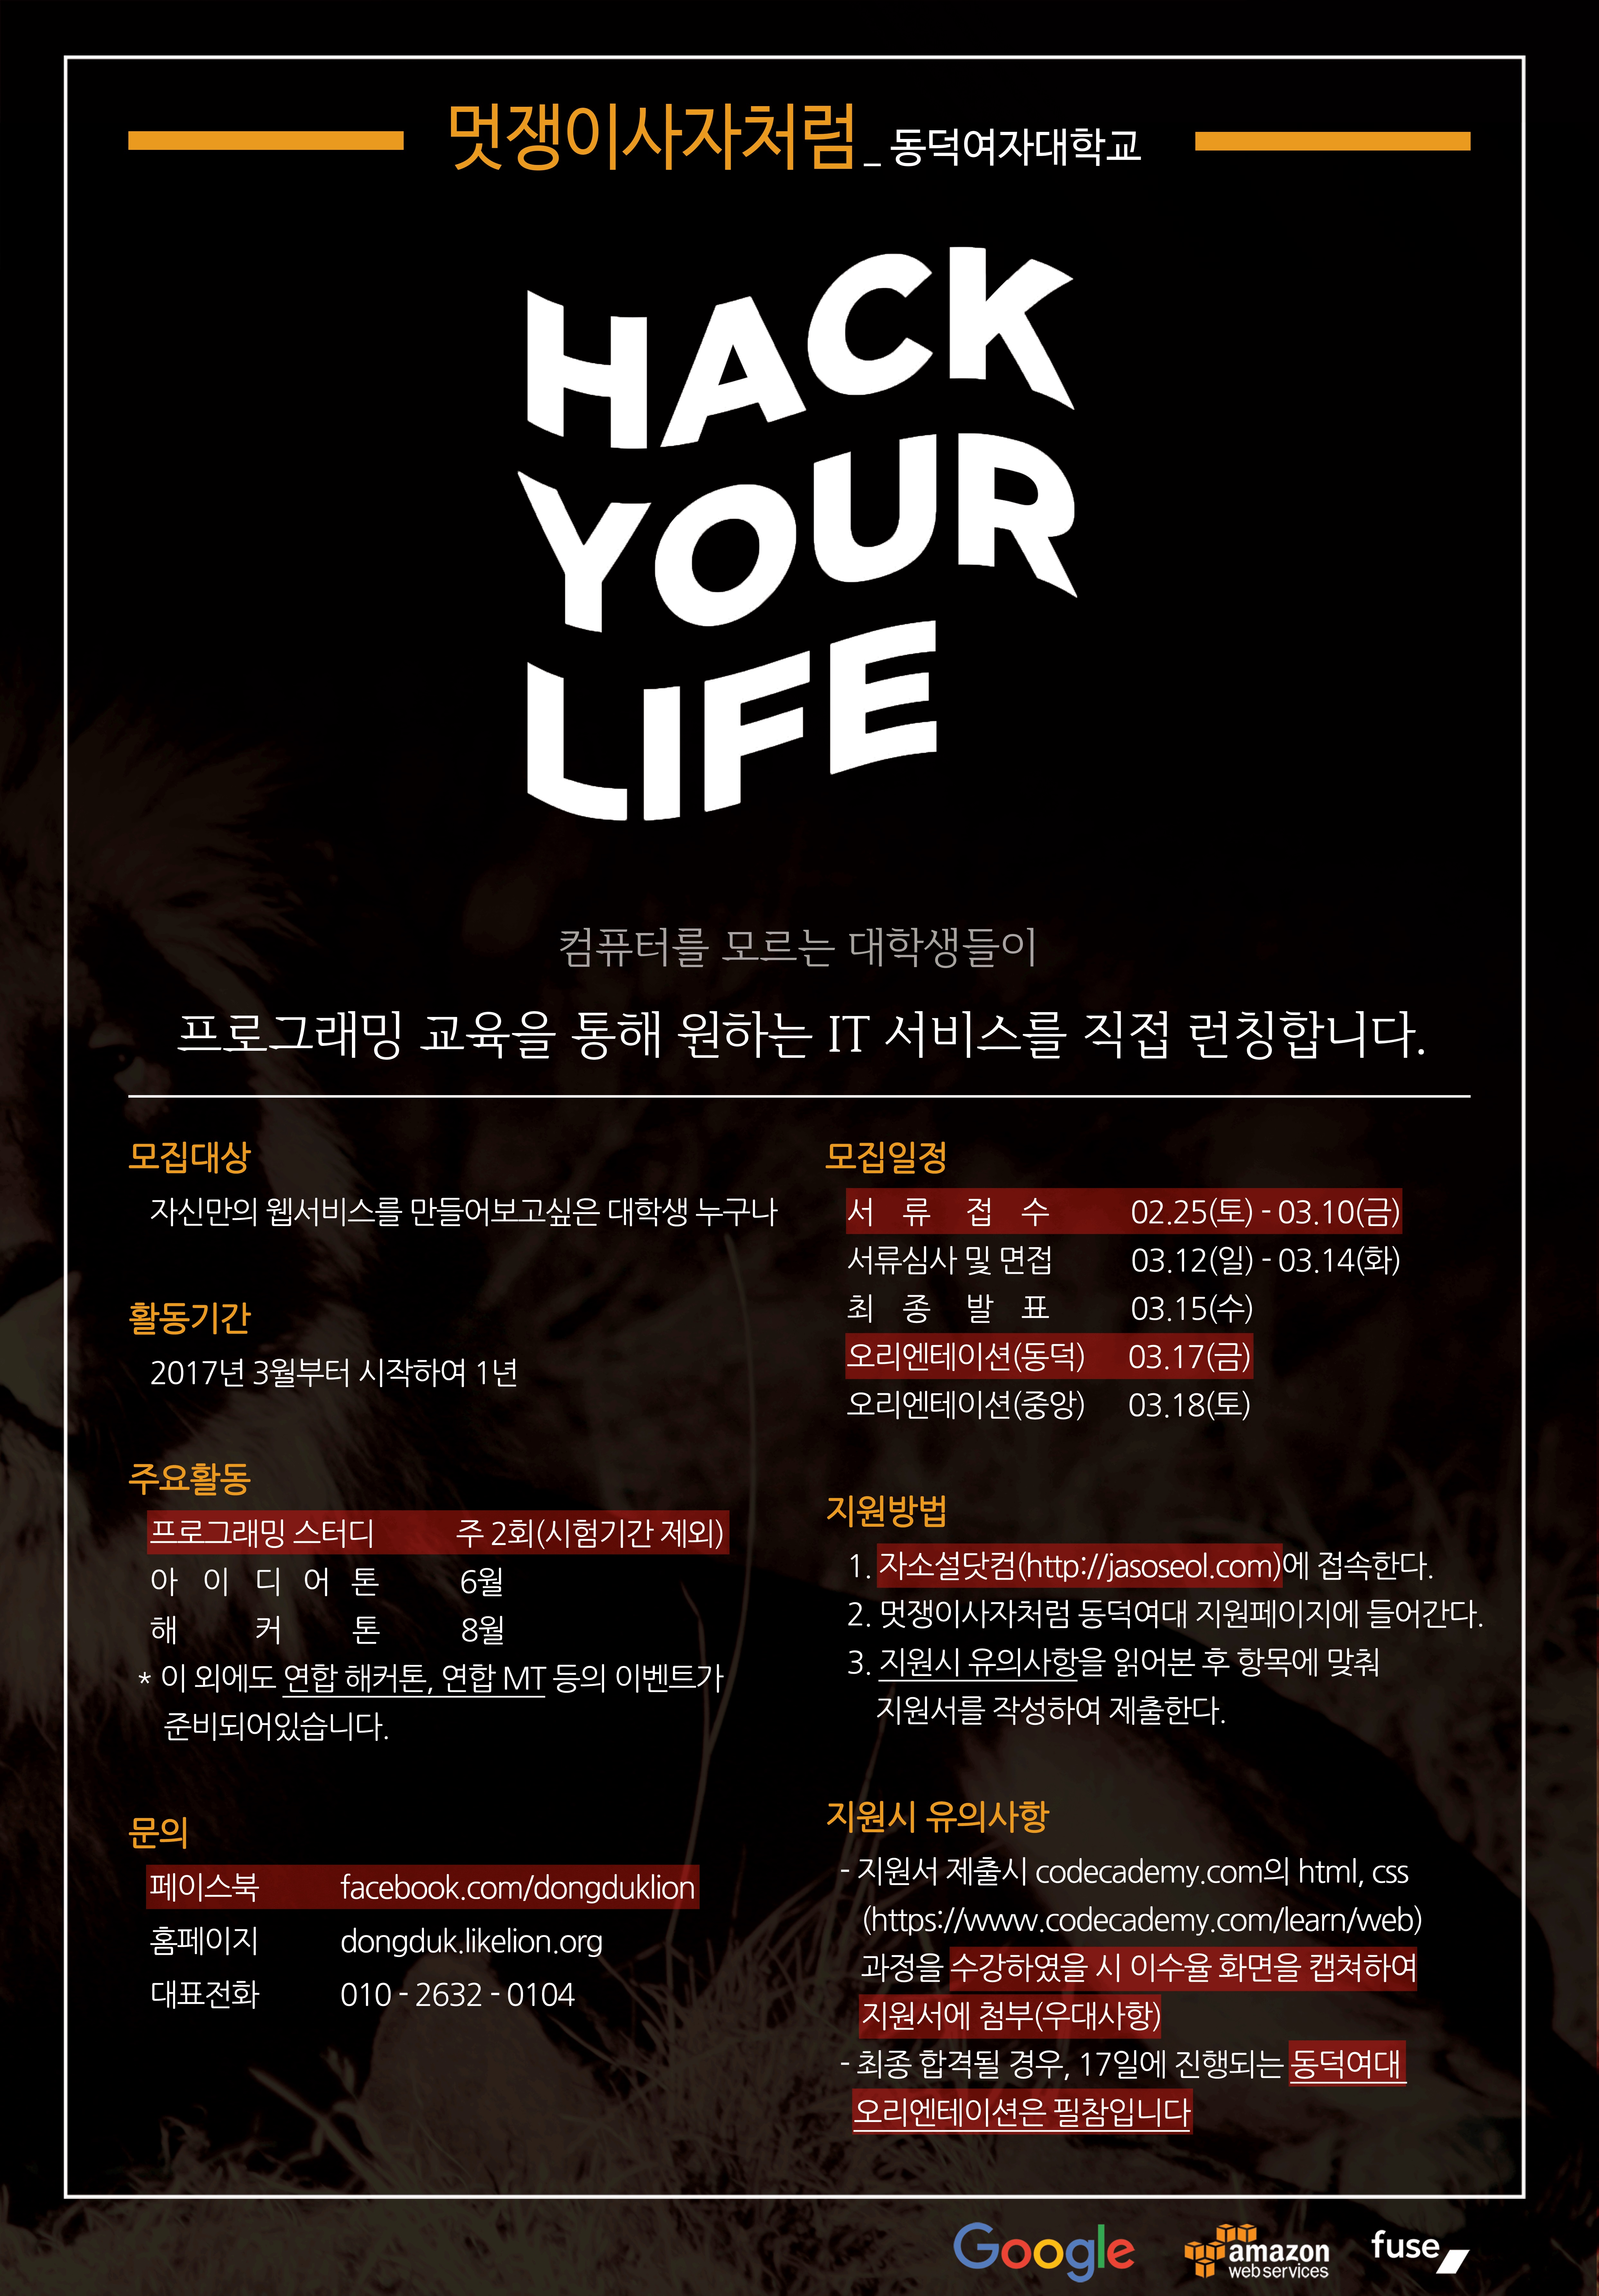 멋쟁이사자처럼_ 동덕여자대학교
HACK
YOUR
LIFE
컴퓨터를 모르는 대학생들이
프로그래밍 교육을 통해 원하는 IT 서비스를 직접 런칭합니다.
모집대상
자신만의 웹서비스를 만들어보고싶은 대학생 누구나
활동기간
2017년 3월부터 시작하여 1년
주요활동
프로그래밍 스터디 주 2회(시험기간 제외)
아 이 디 어 톤 6월
해 커 톤 8월
* 이 외에도 연합 해커톤, 연합 MT 등의 이벤트가
준비되어있습니다.
문의
페이스북 facebook.com/dongduklion
홈페이지 dongduk.likelion.org
대표전화 010 - 2632 - 0104
모집일정
서 류 접 수 02.25(토) - 03.10(금)
서류심사 및 면접 03.12(일) - 03.14(화)
최 종 발 표 03.15(수)
오리엔테이션(동덕) 03.17(금)
오리엔테이션(중앙) 03.18(토)
지원방법
1. 자소설닷컴(http://jasoseol.com)에 접속한다.
2. 멋쟁이사자처럼 동덕여대 지원페이지에 들어간다.
3. 지원시 유의사항을 읽어본 후 항목에 맞춰
지원서를 작성하여 제출한다.
지원시 유의사항
- 지원서 제출시 codecademy.com의 html, css
(https://www.codecademy.com/learn/web)
과정을 수강하였을 시 이수율 화면을 캡쳐하여
지원서에 첨부(우대사항)
- 최종 합격될 경우, 17일에 진행되는 동덕여대
오리엔테이션은 필참입니다
Google
amazon
web services
fuse